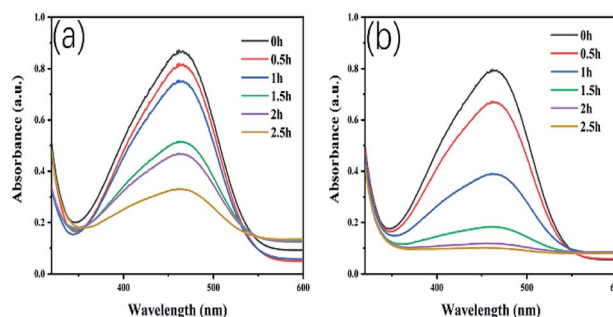 (a)
0h
0.5h
1h
1.5h
2h
2.5h
1.0
0.8
0.6
0.4
0.2
0.0
Absorbance (a.u.)
400
500
600
Wavelength (nm)
(b)
0h
0.5h
1h
1.5h
2h
2.5h
1.0
0.8
0.6
0.4
0.2
0.0
Absorbance (a.u.)
400
500
600
Wavelength (nm)